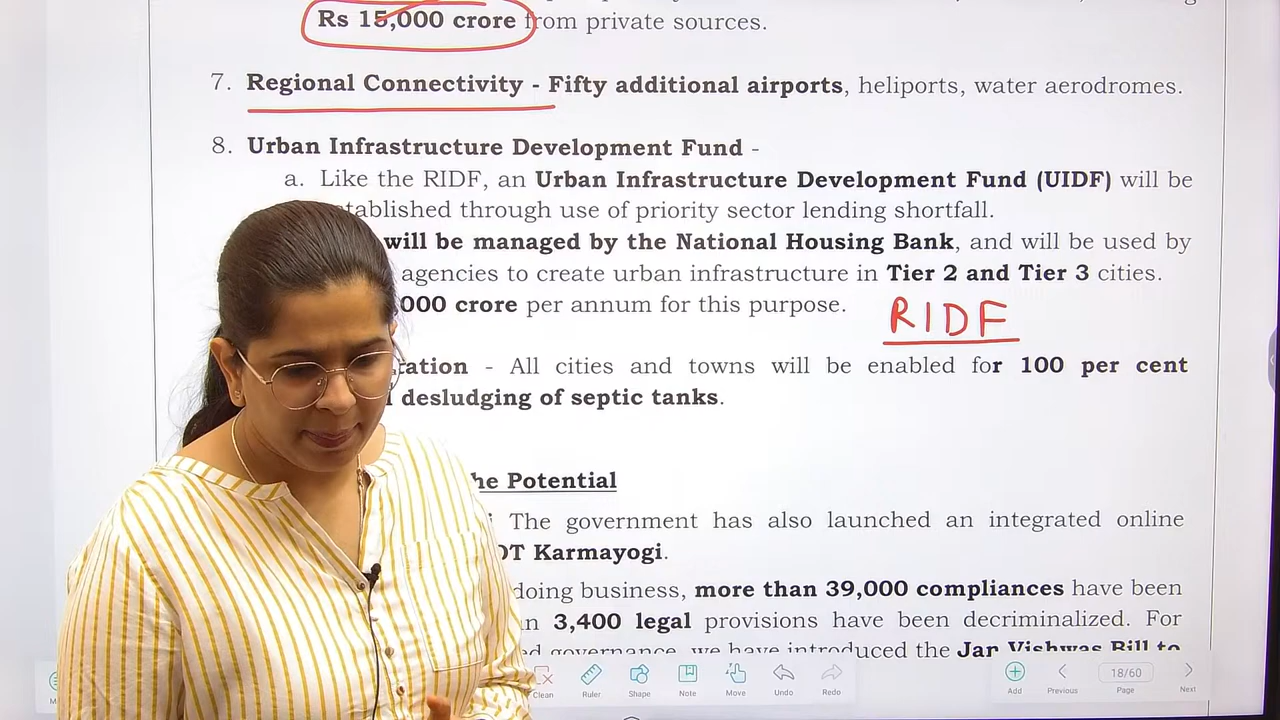 Rs 15,000 crore from private sources.
7. Regional Connectivity - Fifty additional airports, heliports, water aerodromes.
8. Urban Infrastructure Development Fund -
a. Like the RIDF, an Urban Infrastructure Development Fund (UIDF) will be
tablished through use of priority sector lending shortfall.
will be managed by the National Housing Bank, and will be used by
agencies to create urban infrastructure in Tier 2 and Tier 3 cities.
000 crore per annum for this purpose.
RIDF
tation - All cities and towns will be enabled for 100 per cent
desludging of septic tanks.
he Potential
The government has also launched an integrated online
OT Karmayogi.
doing business, more than 39,000 compliances have been
3,400 legal provisions have been decriminalized. For
ed governance, we have introduced the Jan Vishwas Bill to
Clean Ruler Shape Note Move Undo Redo Add Previous 18/60 Page Next